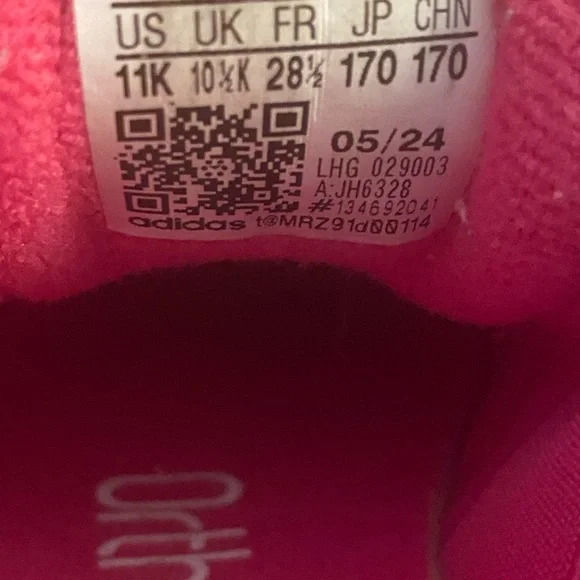 US UK FR JP CHN
11K 10½K 28½ 170 170
05/24
LHG 029003
A:JH6328
#134692041
adidas t@MRZ91d00114
Orth